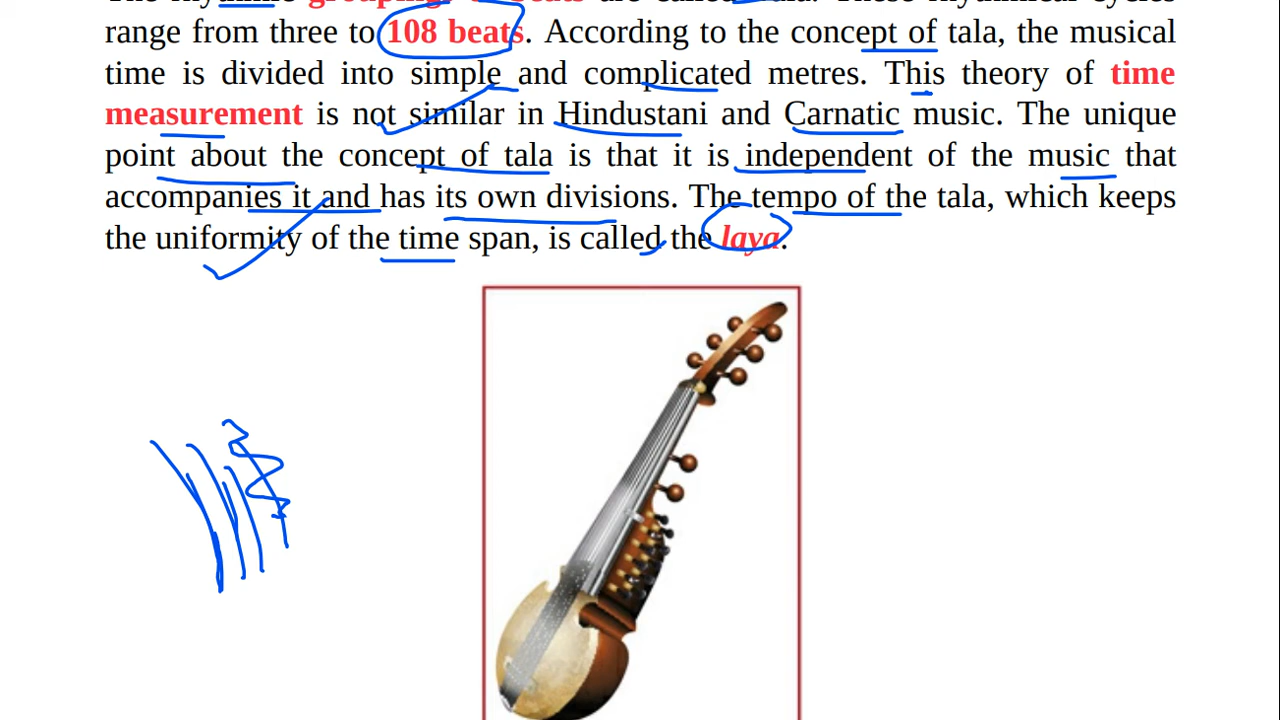 range from three to 108 beats. According to the concept of tala, the musical
time is divided into simple and complicated metres. This theory of time
measurement is not similar in Hindustani and Carnatic music. The unique
point about the concept of tala is that it is independent of the music that
accompanies it and has its own divisions. The tempo of the tala, which keeps
the uniformity of the time span, is called the laya.